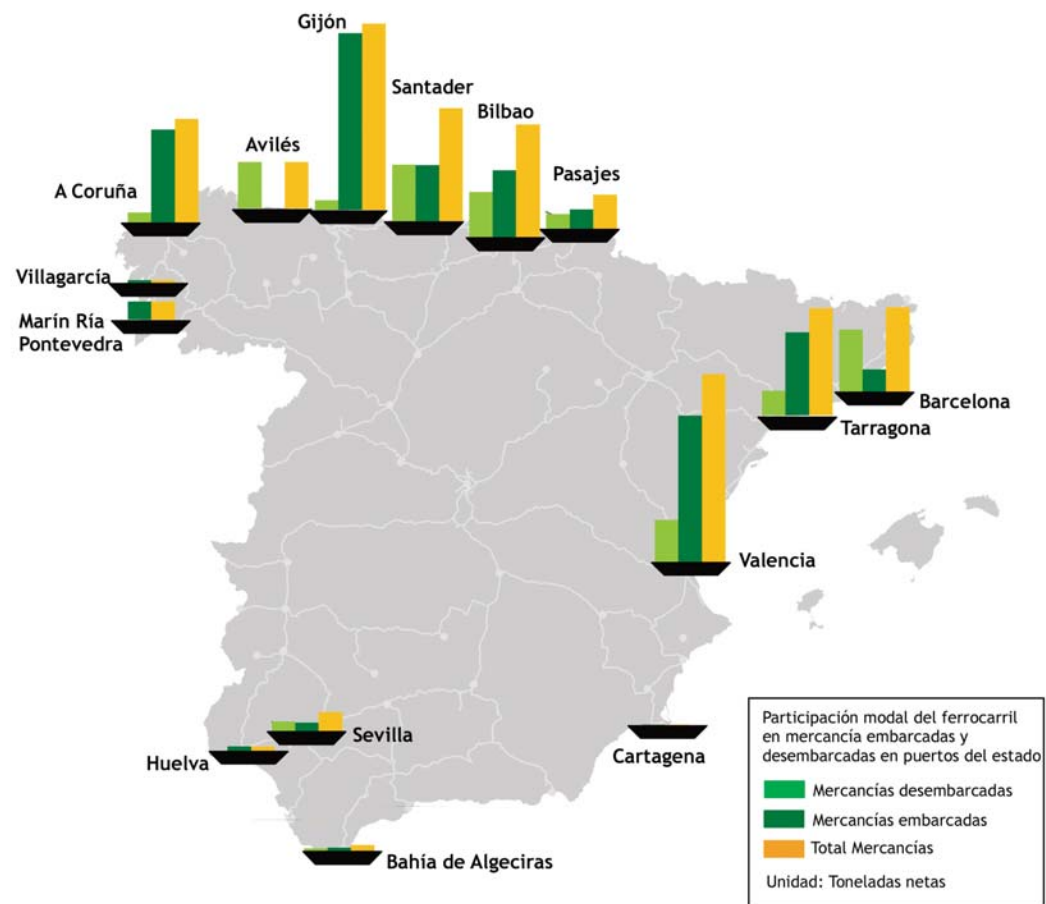 Gijón
Santader
Bilbao
Avilés
Pasajes
A Coruña
Villagarcía
Marín Ría
Pontevedra
Barcelona
Tarragona
Valencia
Sevilla
Huelva
Cartagena
Bahía de Algeciras
Participación modal del ferrocarril
en mercancía embarcadas y
desembarcadas en puertos del estado
Mercancías desembarcadas
Mercancías embarcadas
Total Mercancías
Unidad: Toneladas netas